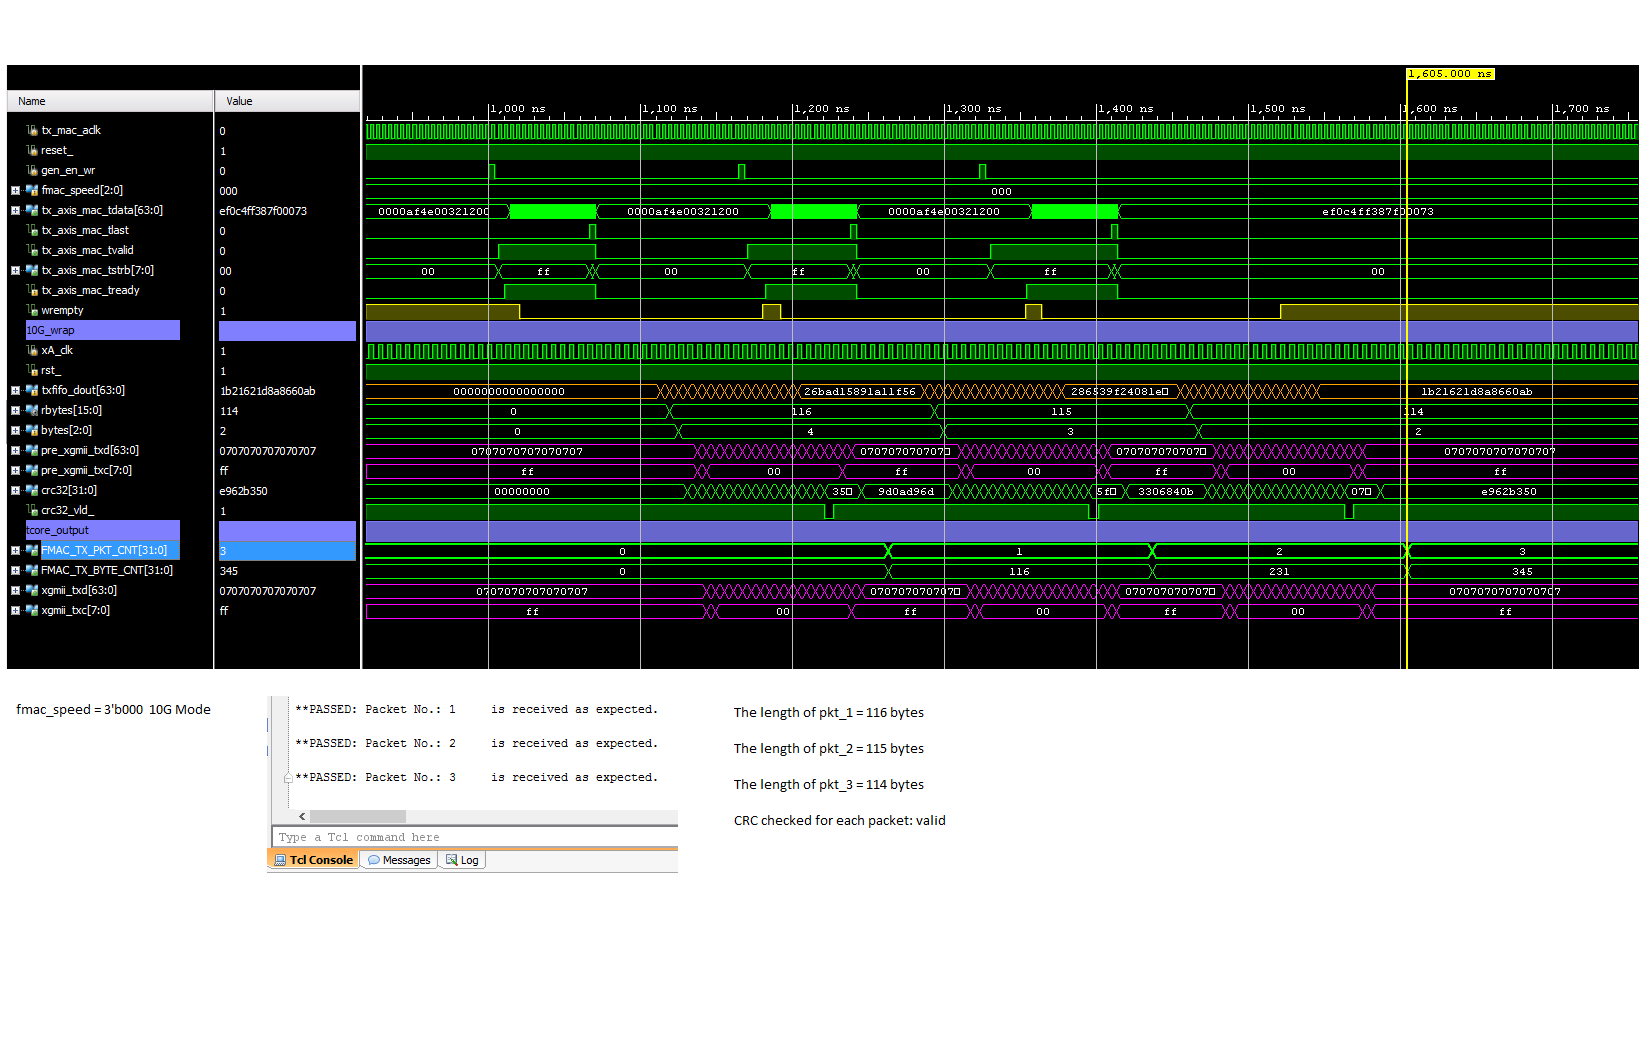 1,605.000 ns
Name Value
1,000 ns 1,100 ns 1,200 ns 1,300 ns 1,400 ns 1,500 ns 1,600 ns 1,700 ns
tx_mac_aclk 0
reset_ 1
gen_en_wr 0
fmac_speed[2:0] 000 000
tx_axis_mac_tdata[63:0] ef0c4ff387f00073 0000af4e00321200 0000af4e00321200 0000af4e00321200 ef0c4ff387f00073
tx_axis_mac_tlast 0
tx_axis_mac_tvalid 0
tx_axis_mac_tstrb[7:0] 00 00 ff 00 ff 00 ff 00
tx_axis_mac_tready 0
wrempty 1
10G_wrap
xA_clk 1
rst_ 1
txfifo_dout[63:0] 1b21621d8a8660ab 0000000000000000 26bad15891a11f56 286539f24081e 1b21621d8a8660ab
rbytes[15:0] 114 0 116 115 114
bytes[2:0] 2 0 4 3 2
pre_xgmii_txd[63:0] 0707070707070707 0707070707070707 070707070707 070707070707 0707070707070707
pre_xgmii_txc[7:0] ff ff 00 ff 00 ff 00 ff
crc32[31:0] e962b350 00000000 35 9d0ad96d 5f 3306840b 07 e962b350
crc32_vld_ 1
tcore_output
FMAC_TX_PKT_CNT[31:0] 3 0 1 2 3
FMAC_TX_BYTE_CNT[31:0] 345 0 116 231 345
xgmii_txd[63:0] 0707070707070707 0707070707070707 070707070707 070707070707 0707070707070707
xgmii_txc[7:0] ff ff 00 ff 00 ff 00 ff
fmac_speed = 3'b000 10G Mode
**PASSED: Packet No.: 1 is received as expected.
**PASSED: Packet No.: 2 is received as expected.
**PASSED: Packet No.: 3 is received as expected.
Type a Tcl command here
Tcl Console Messages Log
The length of pkt_1 = 116 bytes
The length of pkt_2 = 115 bytes
The length of pkt_3 = 114 bytes
CRC checked for each packet: valid